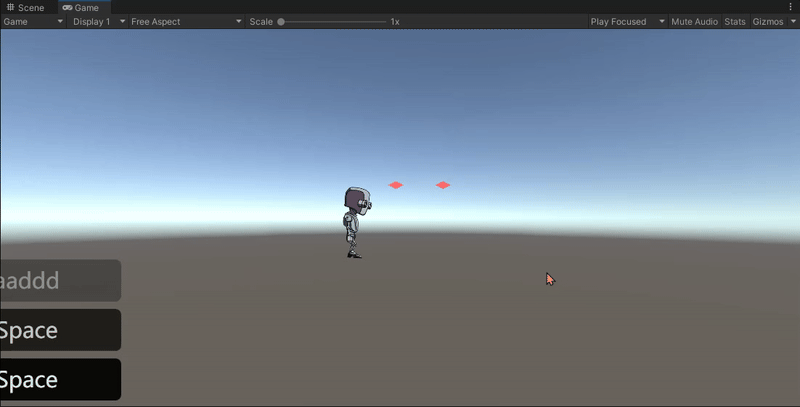 Scene Game
Game Display 1 Free Aspect Scale 1x Play Focused Mute Audio Stats Gizmos
aaddd
Space
Space